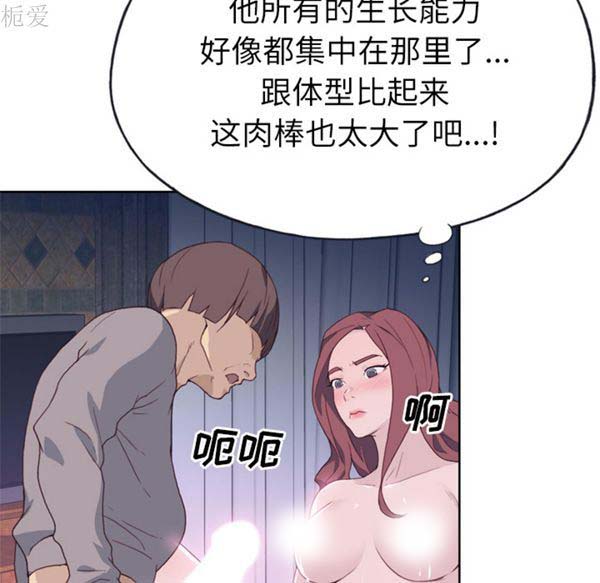 栀爱
他所有的生长能力
好像都集中在那里了...
跟体型比起来
这肉棒也太大了吧...!
啊
呃呃